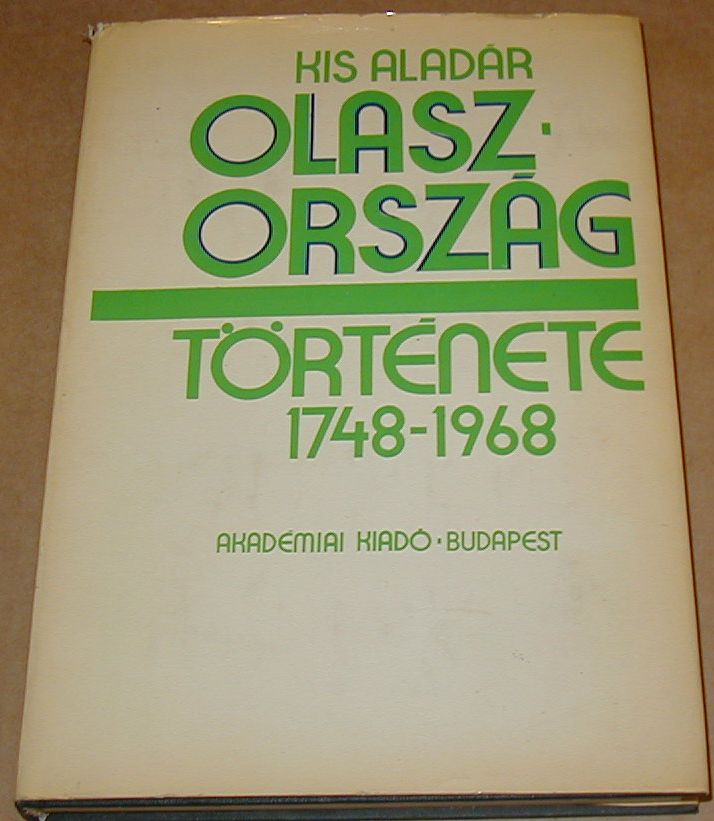 KIS ALADÁR
OLASZ-
ORSZÁG
TÖRTÉNETE
1748-1968
AKADÉMIAI KIADÓ · BUDAPEST